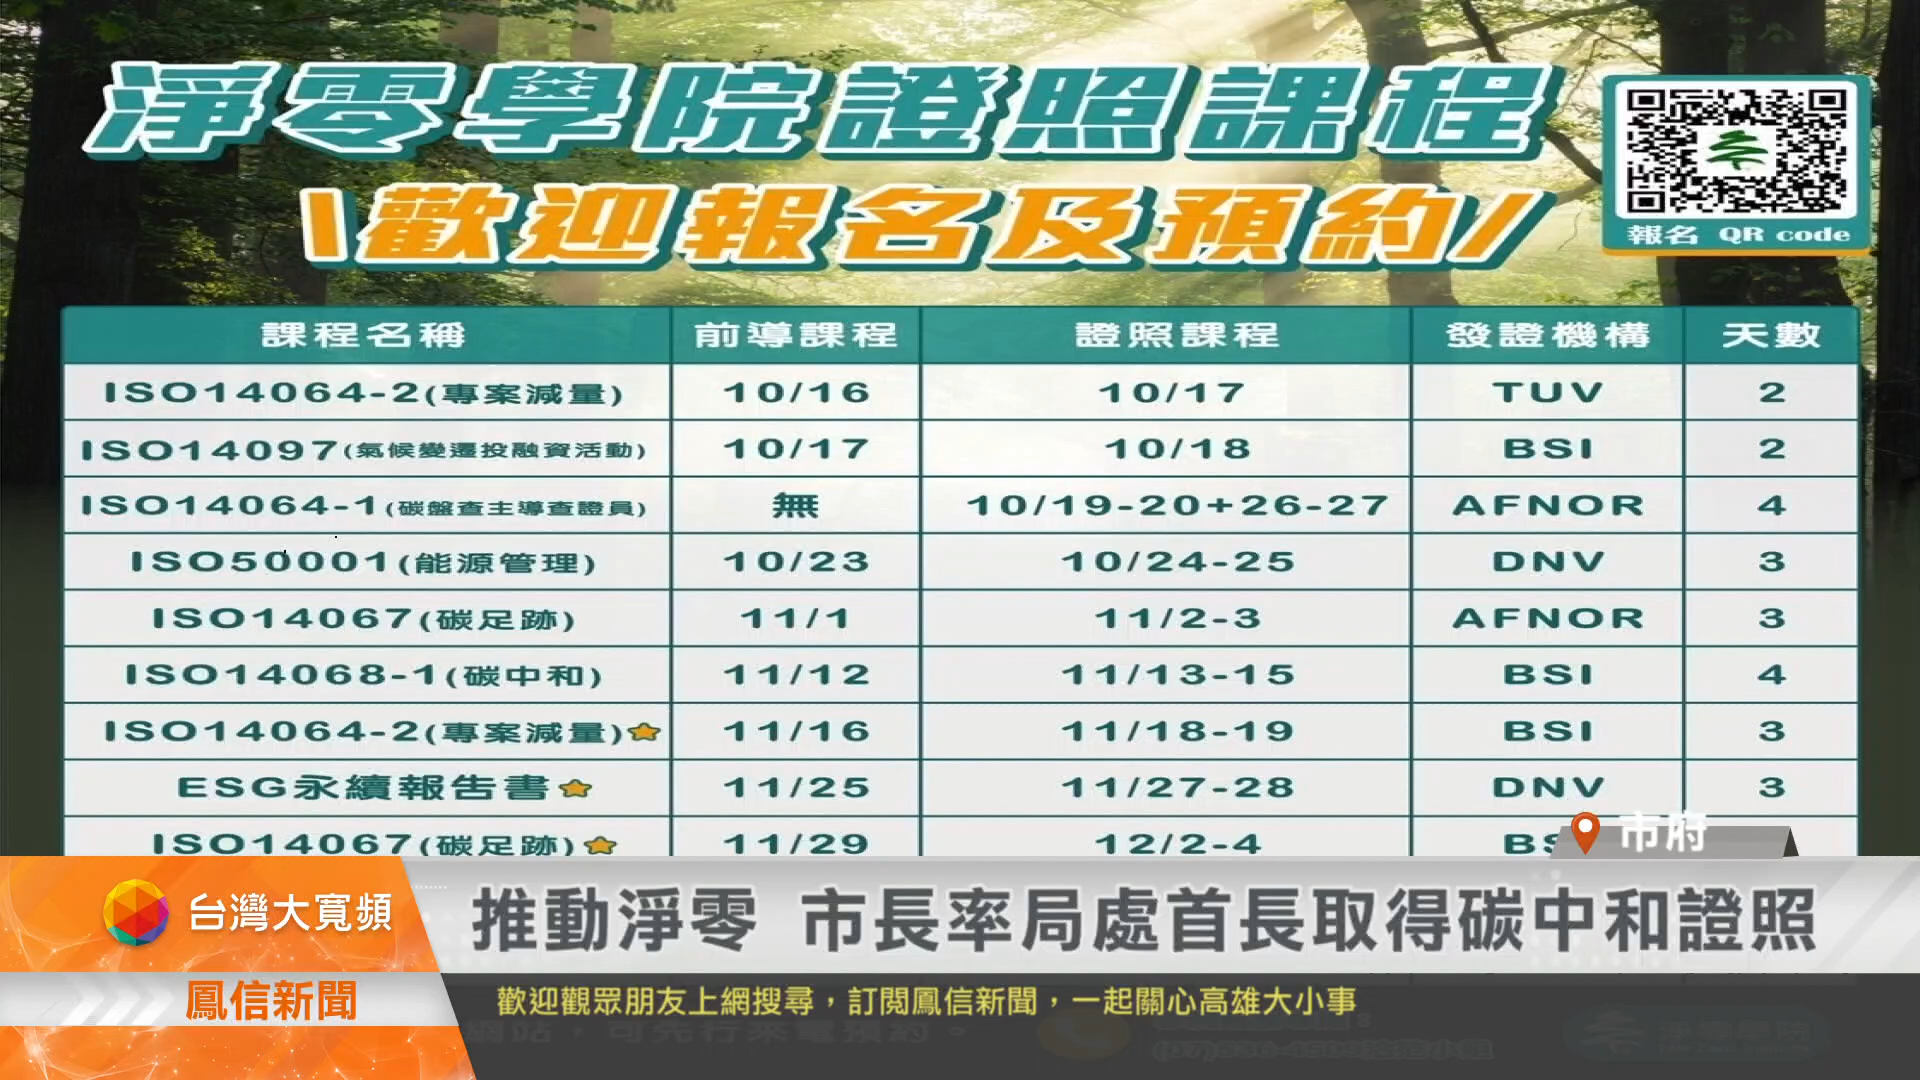 淨零學院證照課程
\歡迎報名及預約/
報名 QR code
課程名稱 前導課程 證照課程 發證機構 天數
ISO14064-2(專案減量) 10/16 10/17 TUV 2
ISO14097(氣候變遷投融資活動) 10/17 10/18 BSI 2
ISO14064-1(碳盤查主導查證員) 無 10/19-20+26-27 AFNOR 4
ISO50001(能源管理) 10/23 10/24-25 DNV 3
ISO14067(碳足跡) 11/1 11/2-3 AFNOR 3
ISO14068-1(碳中和) 11/12 11/13-15 BSI 4
ISO14064-2(專案減量) 11/16 11/18-19 BSI 3
ESG永續報告書 11/25 11/27-28 DNV 3
ISO14067(碳足跡) 11/29 12/2-4
市府
台灣大寬頻
推動淨零 市長率局處首長取得碳中和證照
鳳信新聞
歡迎觀眾朋友上網搜尋，訂閱鳳信新聞，一起關心高雄大小事